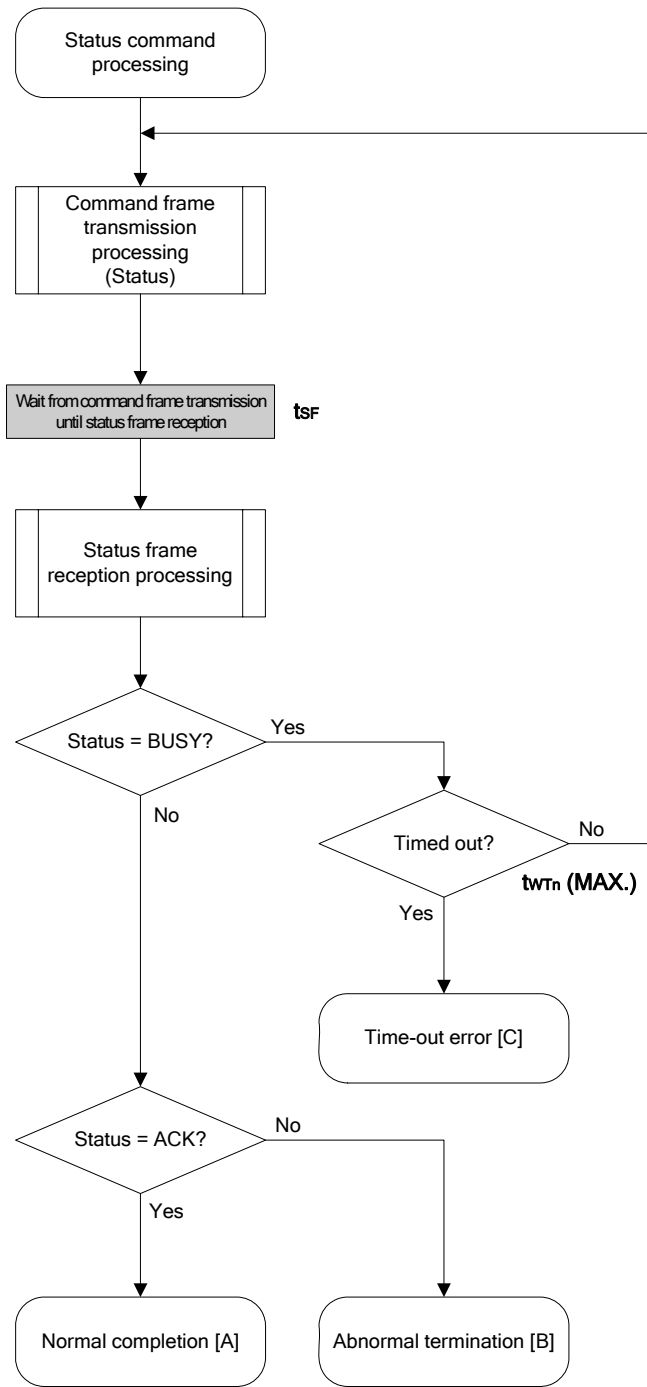 Status command
processing
Command frame
transmission
processing
(Status)
Wait from command frame transmission
until status frame reception
tSF
Status frame
reception processing
Status = BUSY?
Yes
No
Timed out?
No
tWTn (MAX.)
Yes
Time-out error [C]
Status = ACK?
No
Yes
Normal completion [A]
Abnormal termination [B]